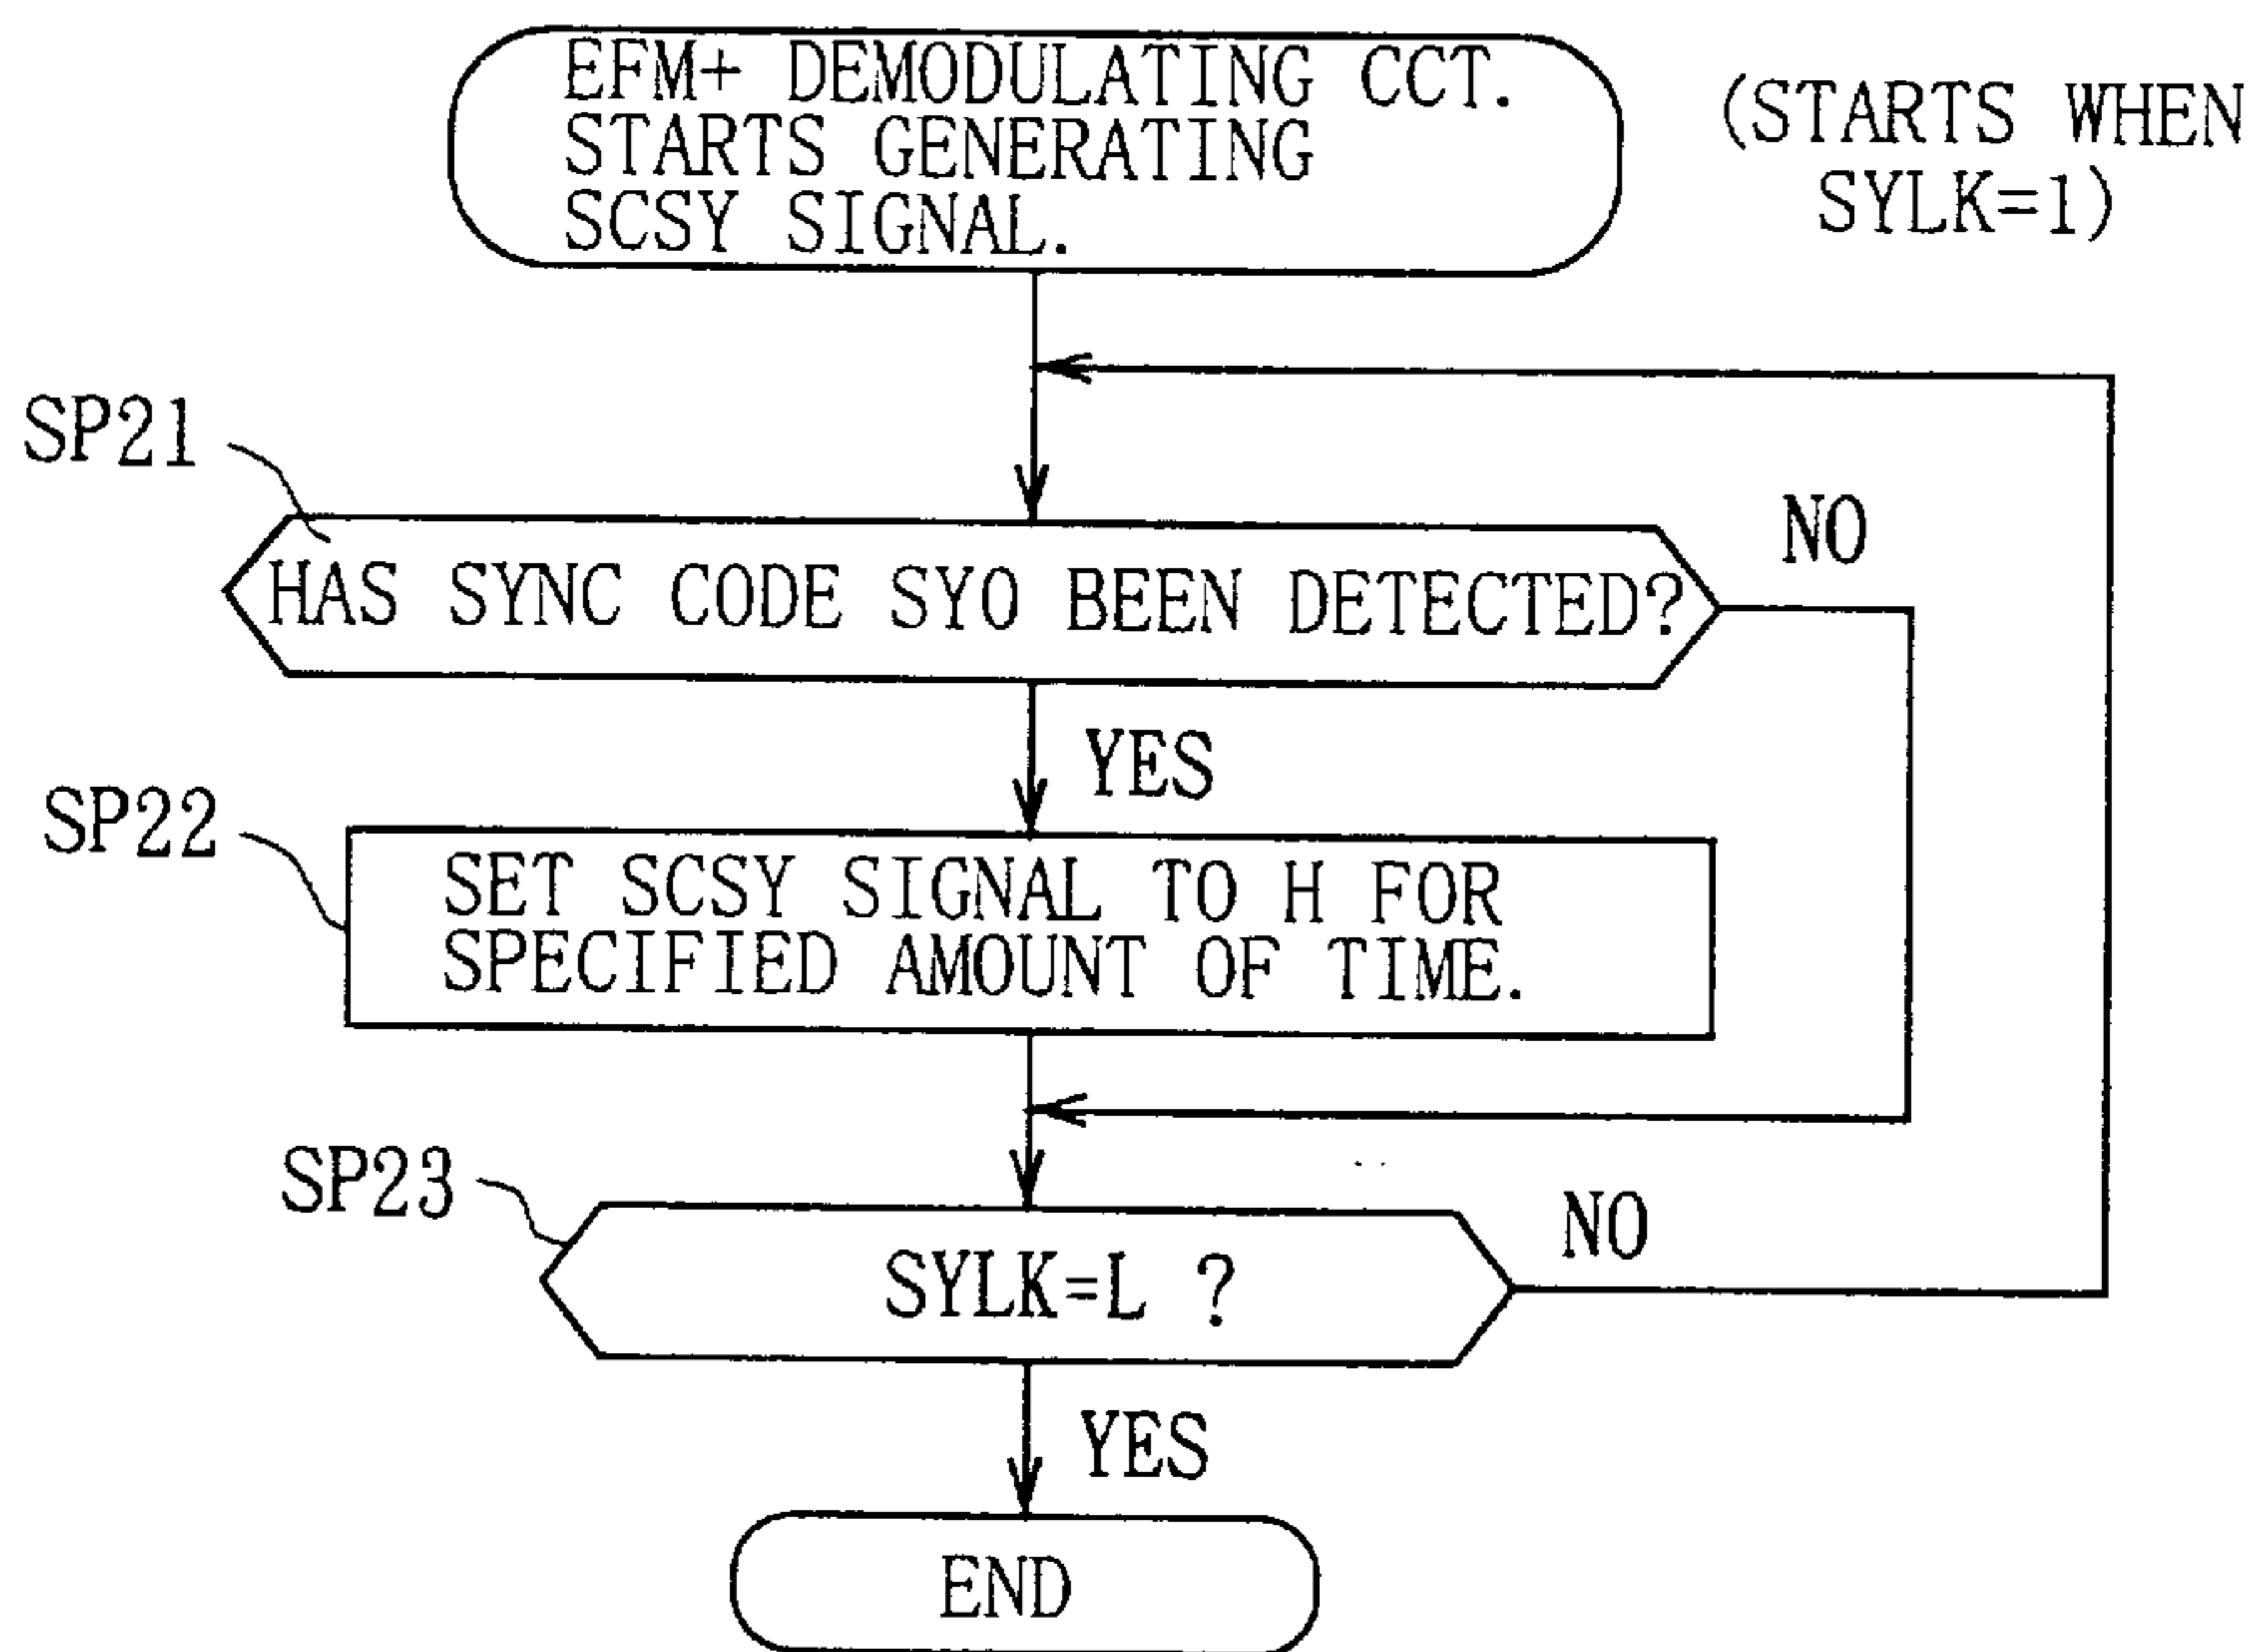 EFM+ DEMODULATING CCT.
STARTS GENERATING
SCSY SIGNAL.
(STARTS WHEN
SYLK=1)
SP21
HAS SYNC CODE SYO BEEN DETECTED?
NO
YES
SP22
SET SCSY SIGNAL TO H FOR
SPECIFIED AMOUNT OF TIME.
SP23
SYLK=L ?
NO
YES
END